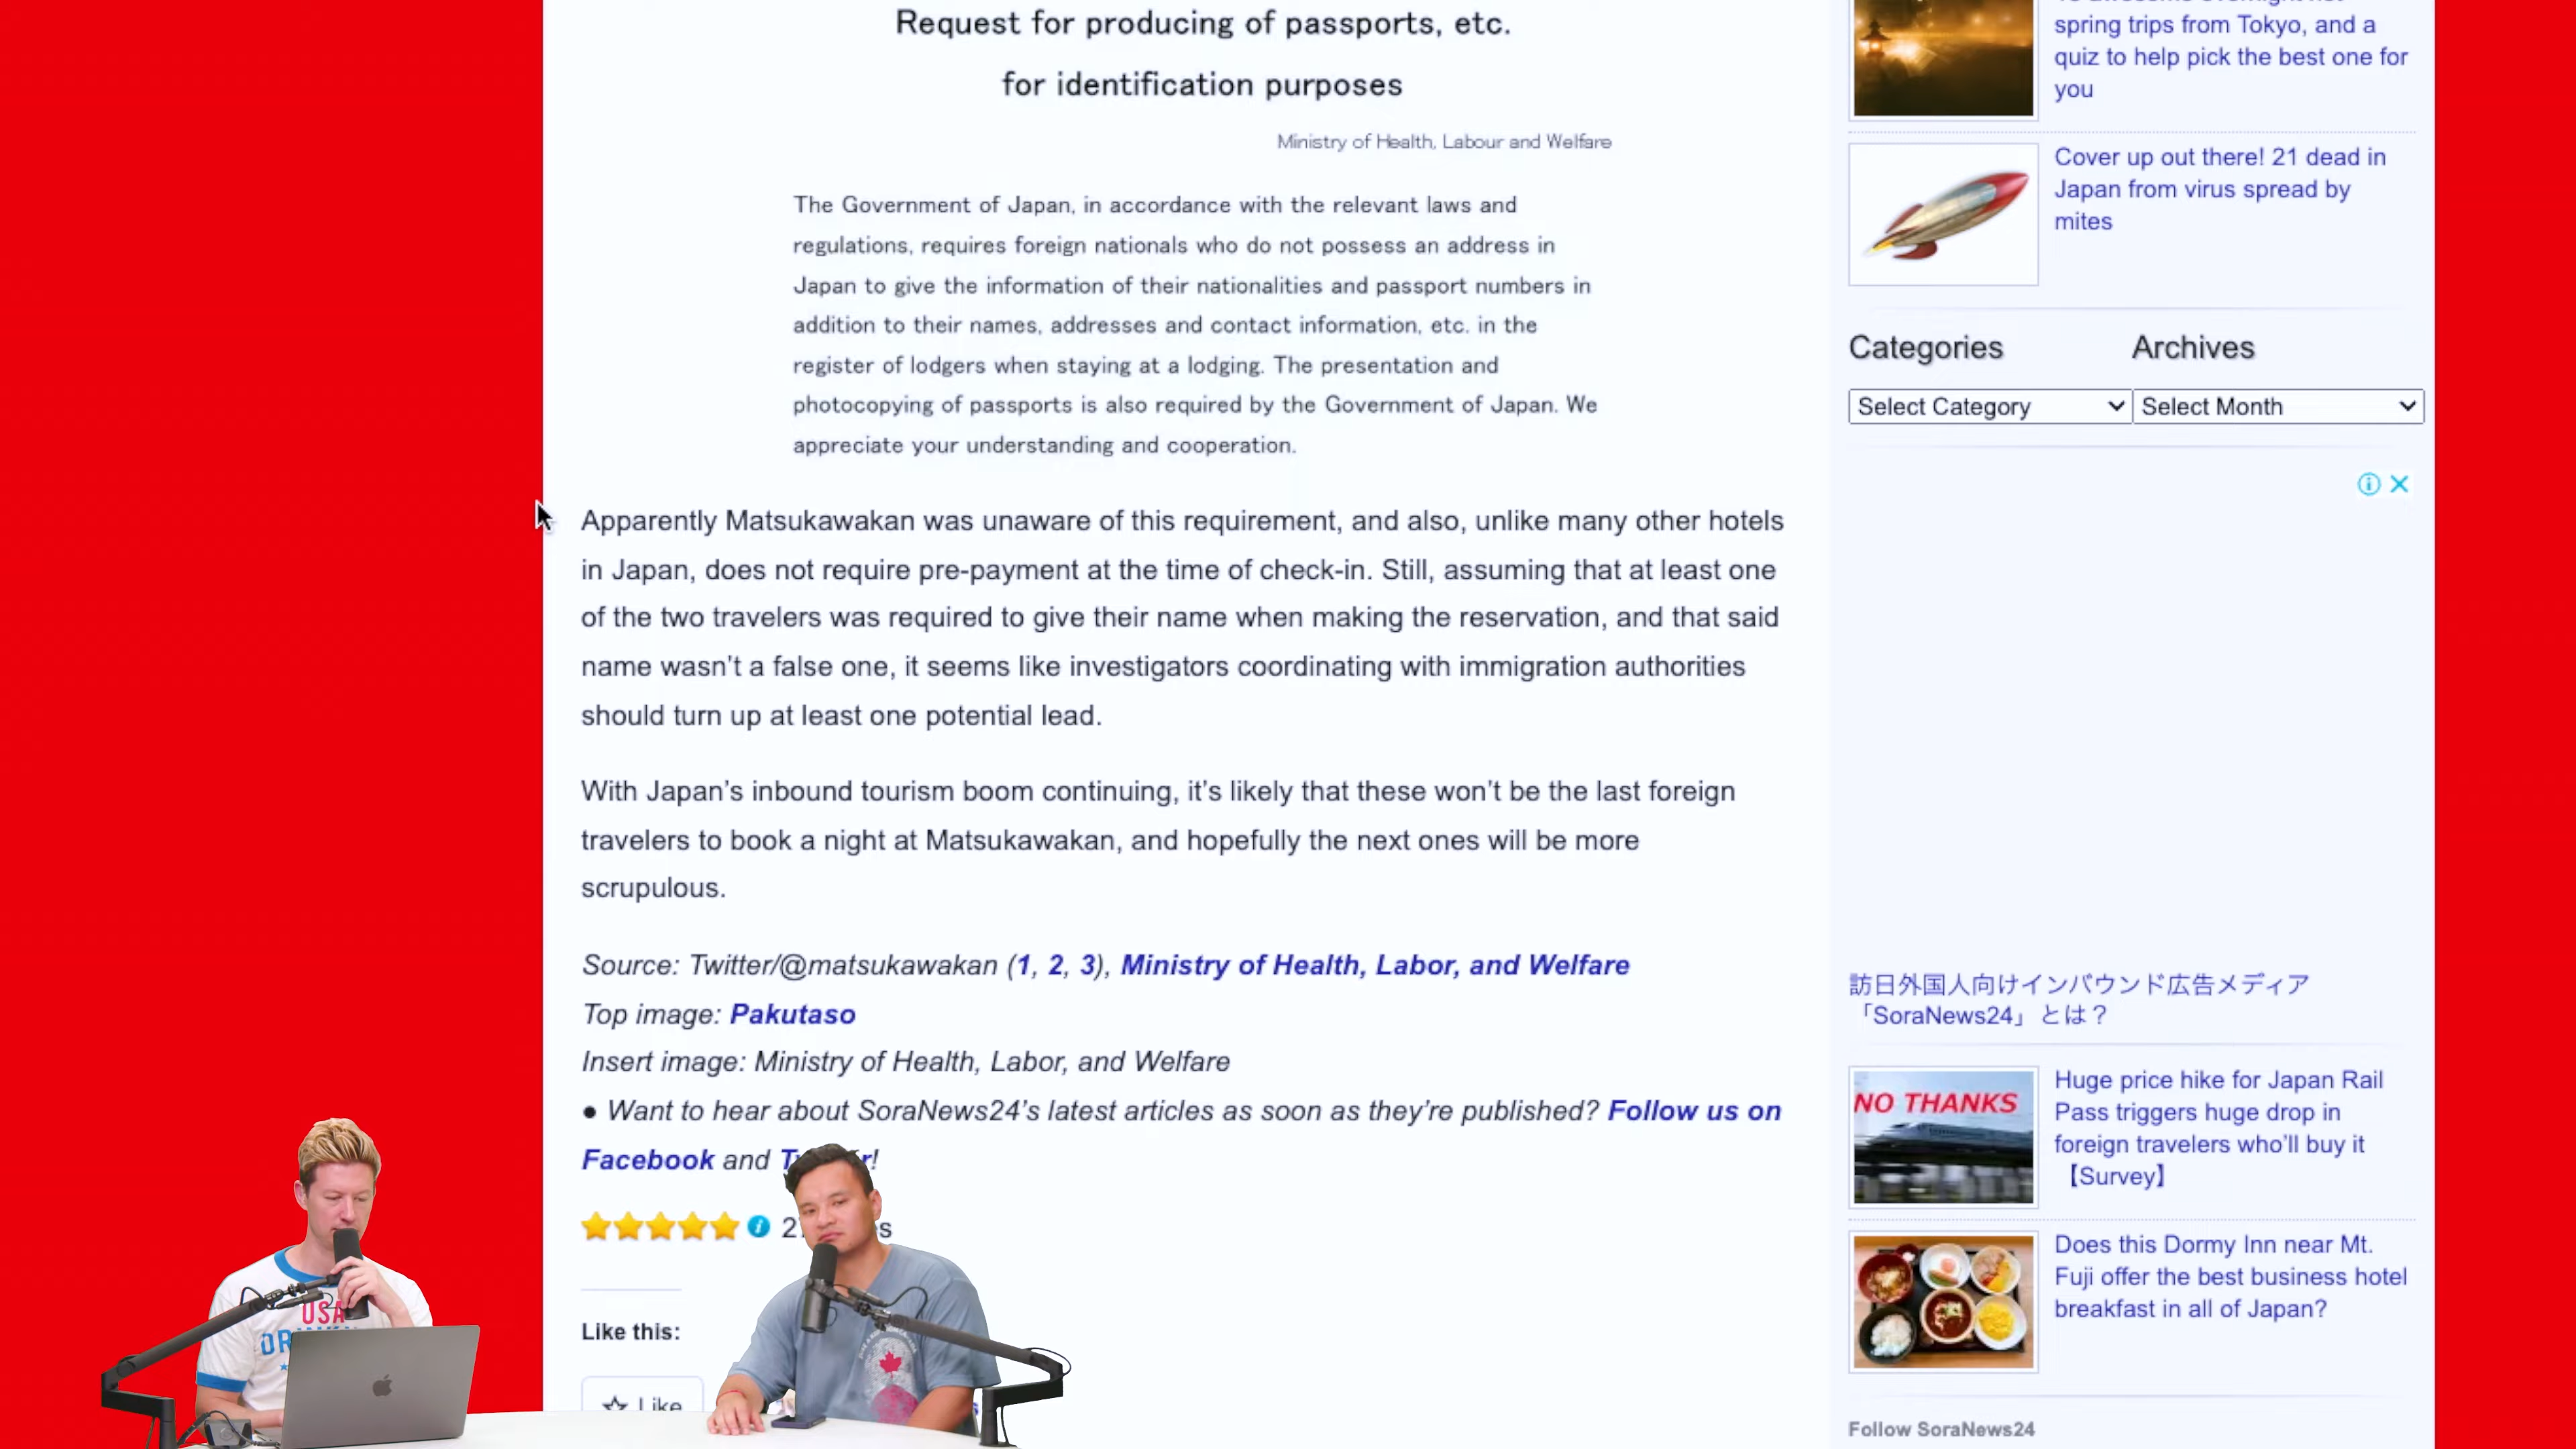 Request for producing of passports, etc.
for identification purposes
Ministry of Health, Labour and Welfare
The Government of Japan, in accordance with the relevant laws and
regulations, requires foreign nationals who do not possess an address in
Japan to give the information of their nationalities and passport numbers in
addition to their names, addresses and contact information, etc. in the
register of lodgers when staying at a lodging. The presentation and
photocopying of passports is also required by the Government of Japan. We
appreciate your understanding and cooperation.
Apparently Matsukawakan was unaware of this requirement, and also, unlike many other hotels
in Japan, does not require pre-payment at the time of check-in. Still, assuming that at least one
of the two travelers was required to give their name when making the reservation, and that said
name wasn't a false one, it seems like investigators coordinating with immigration authorities
should turn up at least one potential lead.
With Japan's inbound tourism boom continuing, it's likely that these won't be the last foreign
travelers to book a night at Matsukawakan, and hopefully the next ones will be more
scrupulous.
Source: Twitter/@matsukawakan (1, 2, 3), Ministry of Health, Labor, and Welfare
Top image: Pakutaso
Insert image: Ministry of Health, Labor, and Welfare
● Want to hear about SoraNews24's latest articles as soon as they're published? Follow us on
Facebook and
Like this:
Like
USA
spring trips from Tokyo, and a
quiz to help pick the best one for
you
Cover up out there! 21 dead in
Japan from virus spread by
mites
Categories Archives
Select Category Select Month
訪日外国人向けインバウンド広告メディア
「SoraNews24」とは？
NO THANKS
Huge price hike for Japan Rail
Pass triggers huge drop in
foreign travelers who'll buy it
【Survey】
Does this Dormy Inn near Mt.
Fuji offer the best business hotel
breakfast in all of Japan?
Follow SoraNews24